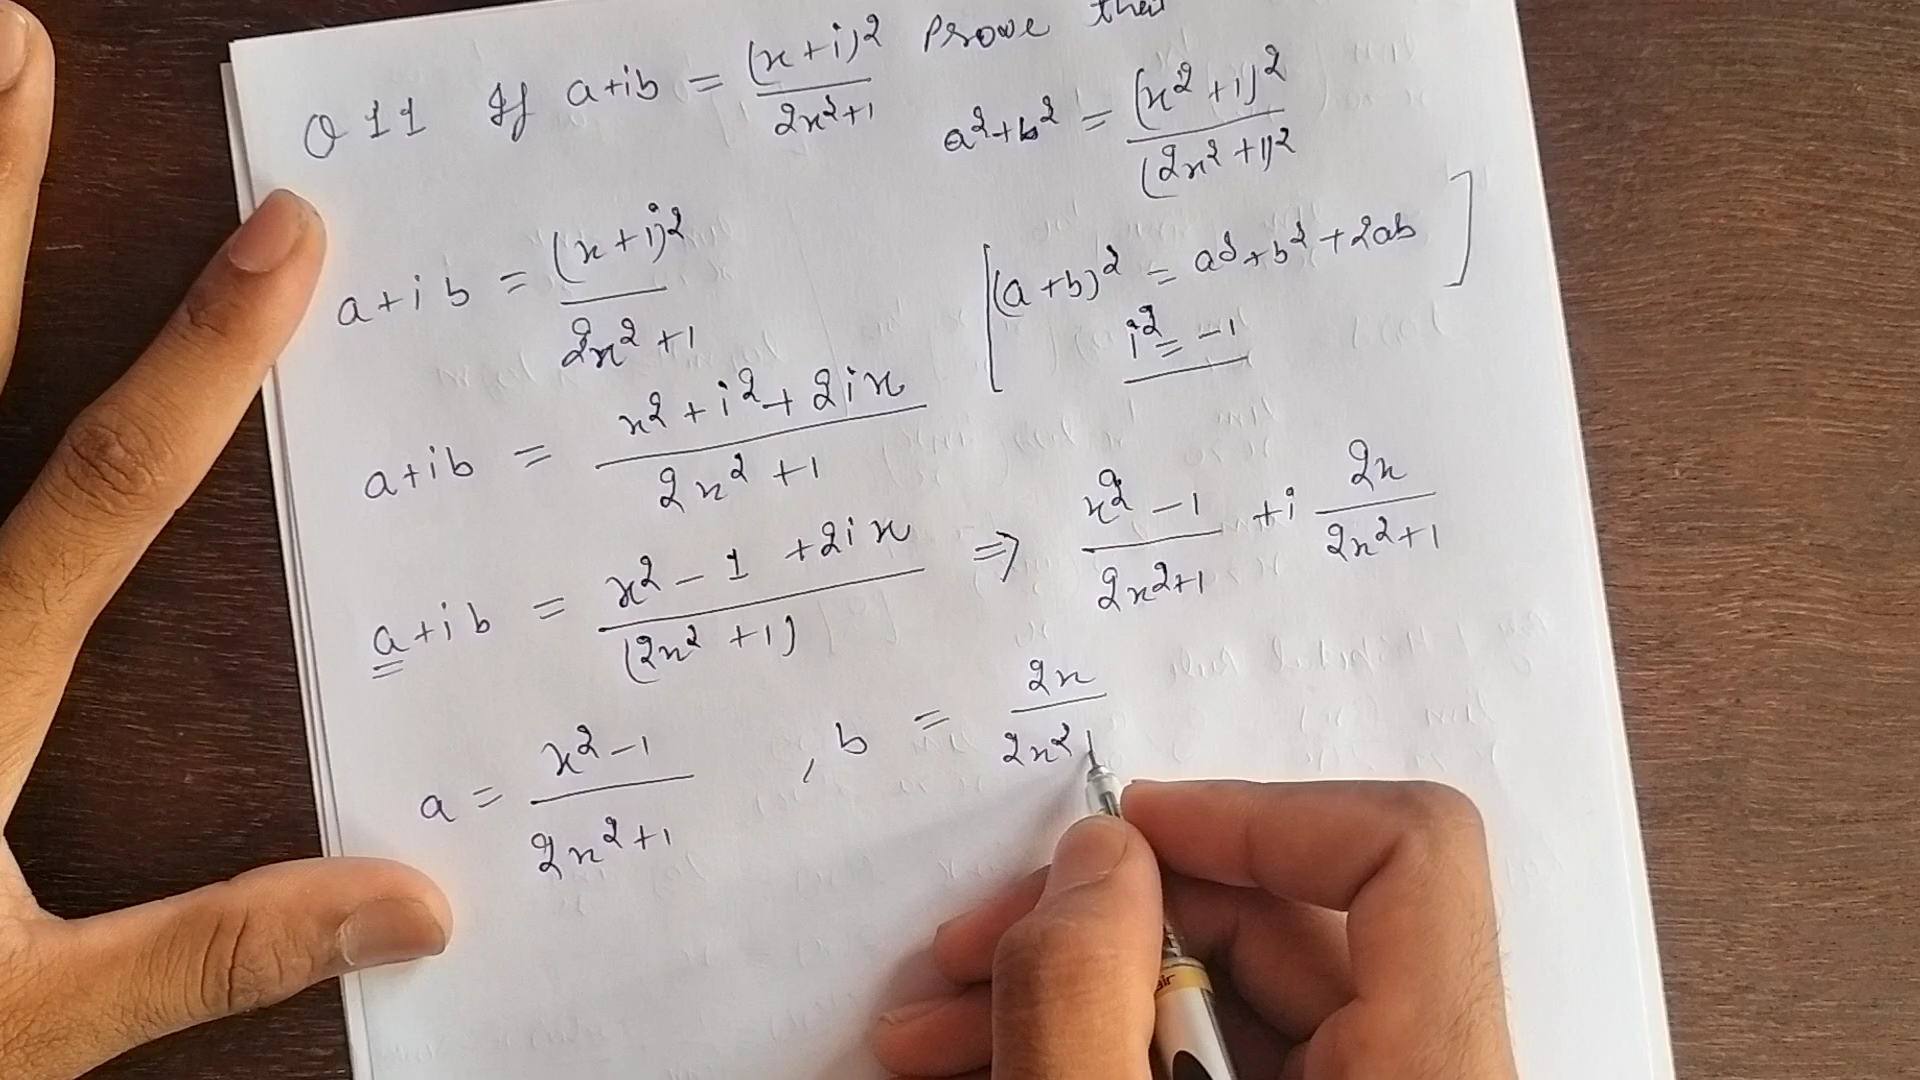 Q 11 If a+ib = (x+i)² / 2x²+1 Prove that
a²+b² = (x²+1)² / (2x²+1)²
a+ib = (x+i)² / 2x²+1
[(a+b)² = a²+b²+2ab]
i² = -1
a+ib = x²+i²+2ix / 2x²+1
a+ib = x²-1+2ix / (2x²+1) ⇒ x²-1 / 2x²+1 + i 2x / 2x²+1
a = x²-1 / 2x²+1 , b = 2x / 2x²